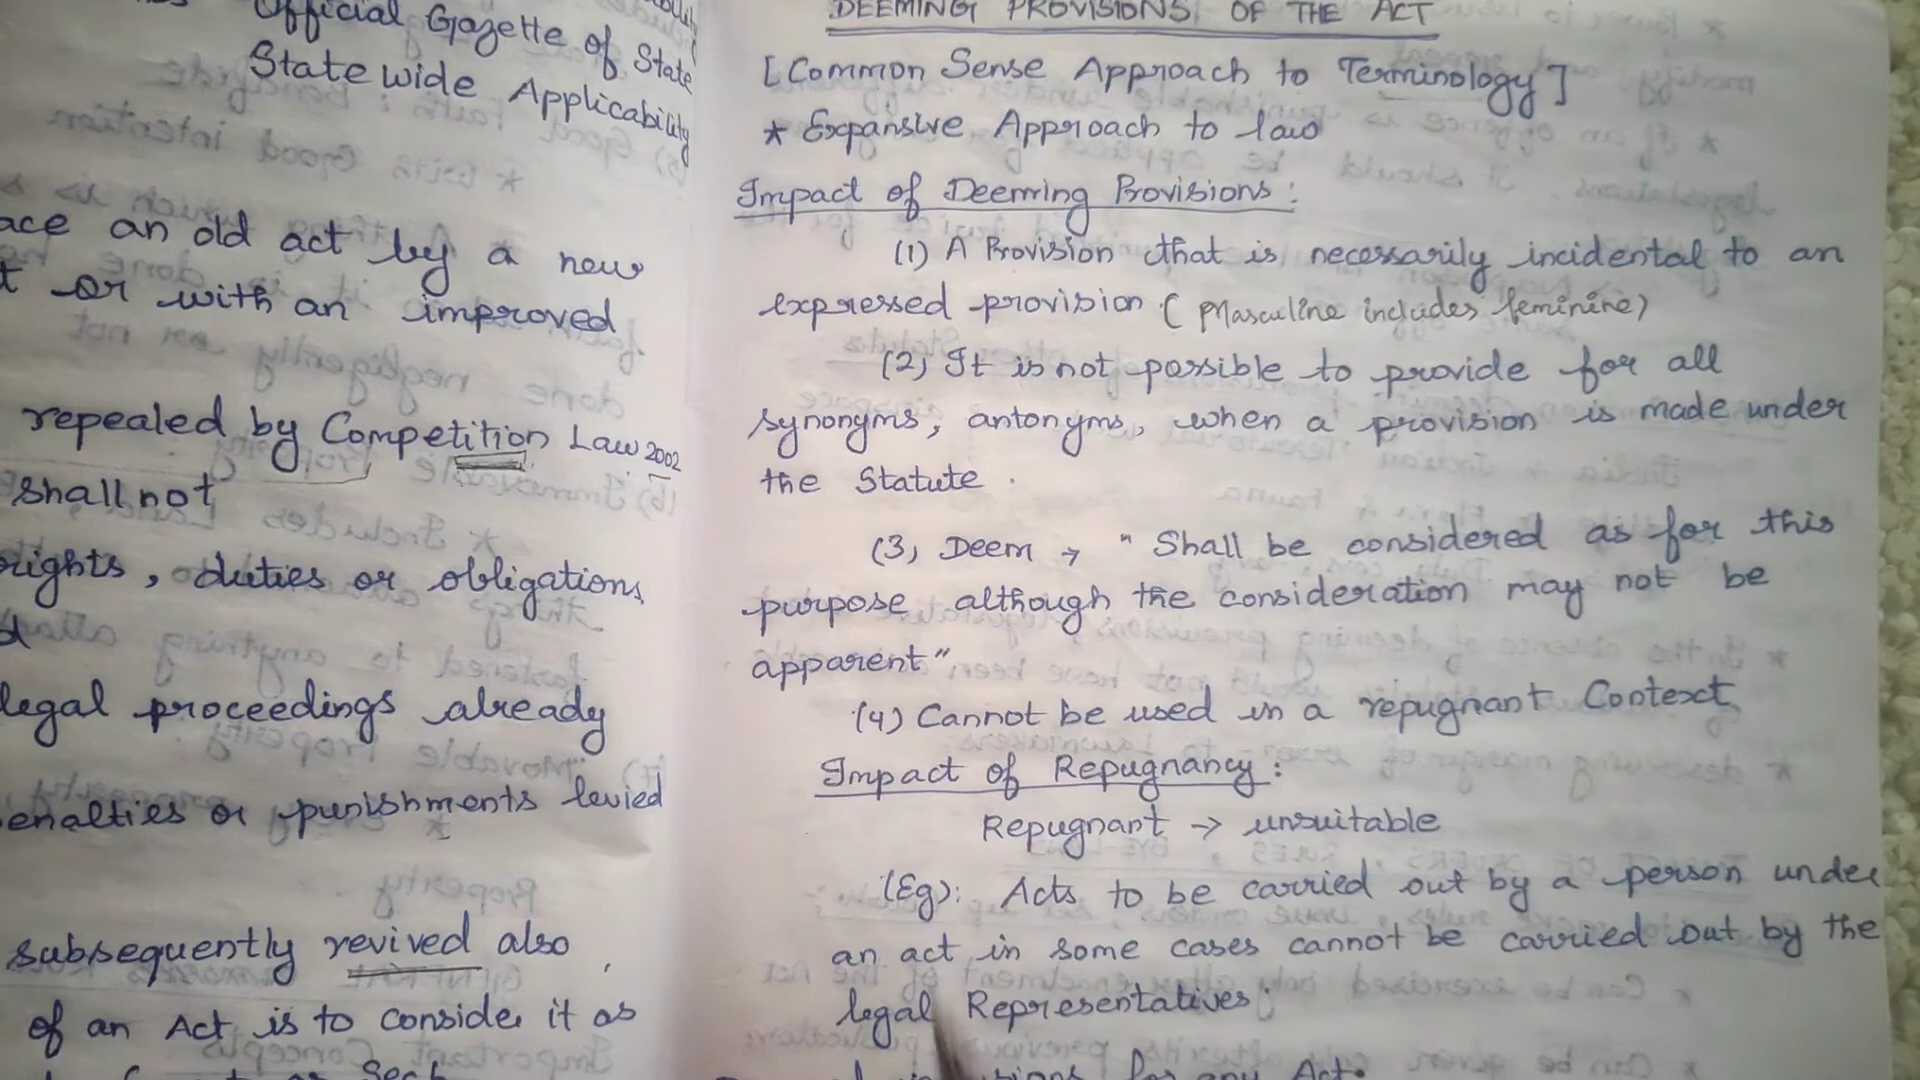 Official Gazette of State
Statewide Applicability
an old act by a new
or with an improved
repealed by Competition Law 2002
shall not
rights, duties or obligations
legal proceedings already
or punishments levied
subsequently revived also
of an Act is to conside it as
DEEMING PROVISIONS OF THE ACT
[Common Sense Approach to Terminology]
* Expansive Approach to law
Impact of Deeming Provisions:
(1) A Provision that is necessarily incidental to an
expressed provision (Masculine includes feminine)
(2) It is not possible to provide for all
synonyms, antonyms, when a provision is made under
the Statute.
(3) Deem → "Shall be considered as for this
purpose although the consideration may not be
apparent"
(4) Cannot be used in a repugnant Context
Impact of Repugnancy:
Repugnant → unsuitable
(Eg): Acts to be carried out by a person under
an act in some cases cannot be carried out by the
legal Representatives.
for any Act.